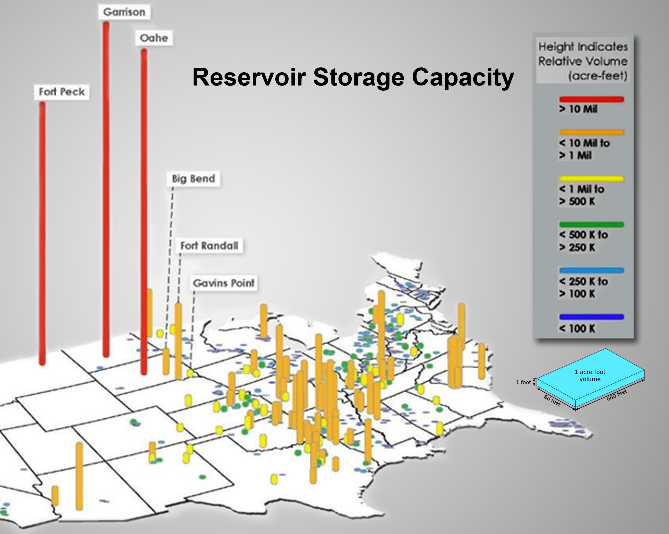 Garrison
Oahe
Fort Peck
Reservoir Storage Capacity
Big Bend
Fort Randall
Gavins Point
Height Indicates
Relative Volume
(acre-feet)
> 10 Mil
< 10 Mil to
> 1 Mil
< 1 Mil to
> 500 K
< 500 K to
> 250 K
< 250 K to
> 100 K
< 100 K
1 acre foot
volume
1 foot